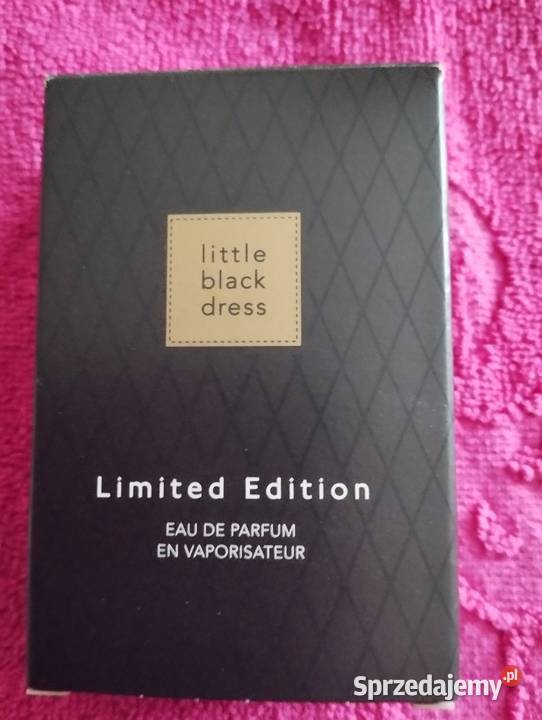 little
black
dress
Limited Edition
EAU DE PARFUM
EN VAPORISATEUR
Sprzedajemy.pl